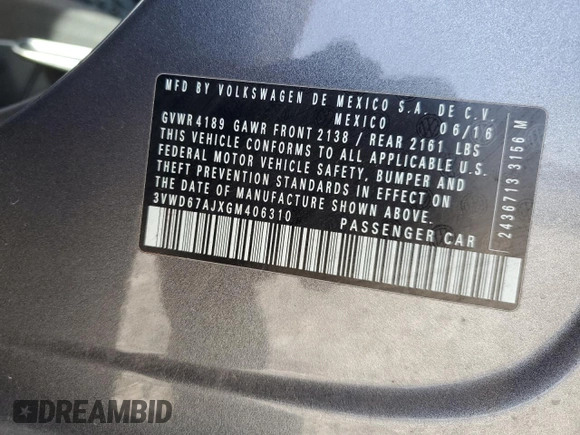 MFD BY VOLKSWAGEN DE MEXICO S.A. DE C.V.
MEXICO 06/16
GVWR 4189 GAWR FRONT 2138 / REAR 2161 LBS
THIS VEHICLE CONFORMS TO ALL APPLICABLE U.S.
FEDERAL MOTOR VEHICLE SAFETY, BUMPER AND
THEFT PREVENTION STANDARDS IN EFFECT ON
THE DATE OF MANUFACTURE SHOWN ABOVE.
3VWD67AJXGM406310
PASSENGER CAR
2436713 3156 M
DREAMBID